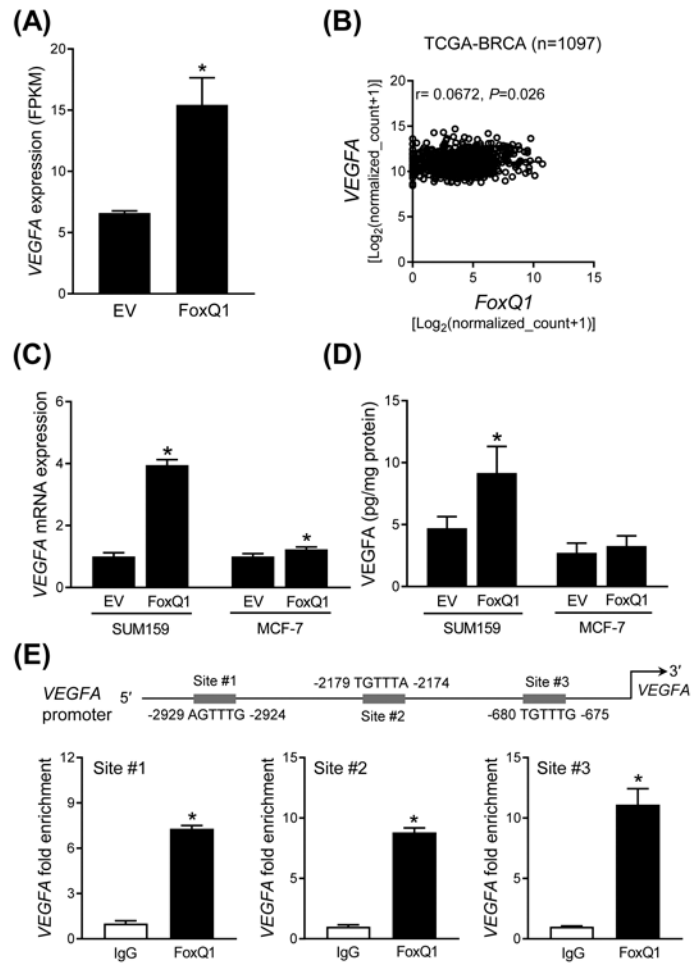 (A)
VEGFA expression (FPKM)
20
15
10
5
0
*
EV
FoxQ1
(B)
TCGA-BRCA (n=1097)
VEGFA
[Log₂(normalized_count+1)]
20
15
10
5
0
r= 0.0672, P=0.026
0
5
10
15
FoxQ1
[Log₂(normalized_count+1)]
(C)
VEGFA mRNA expression
6
4
2
0
*
*
EV
FoxQ1
EV
FoxQ1
SUM159
MCF-7
(D)
VEGFA (pg/mg protein)
15
10
5
0
*
EV
FoxQ1
EV
FoxQ1
SUM159
MCF-7
(E)
VEGFA
promoter
5′
Site #1
-2929 AGTTTG -2924
-2179 TGTTTA -2174
Site #2
Site #3
-680 TGTTTG -675
3′
VEGFA
VEGFA fold enrichment
12
9
6
3
0
Site #1
*
IgG
FoxQ1
VEGFA fold enrichment
15
10
5
0
Site #2
*
IgG
FoxQ1
VEGFA fold enrichment
15
10
5
0
Site #3
*
IgG
FoxQ1